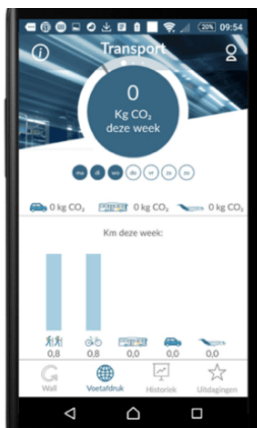 20% 09:54
Transport
0
Kg CO₂
deze week
ma di wo do vr za zo
0 kg CO₂ 0 kg CO₂ 0 kg CO₂
Km deze week:
0,8 0,8 0,0 0,0 0,0
Wall Voetafdruk Historiek Uitdagingen